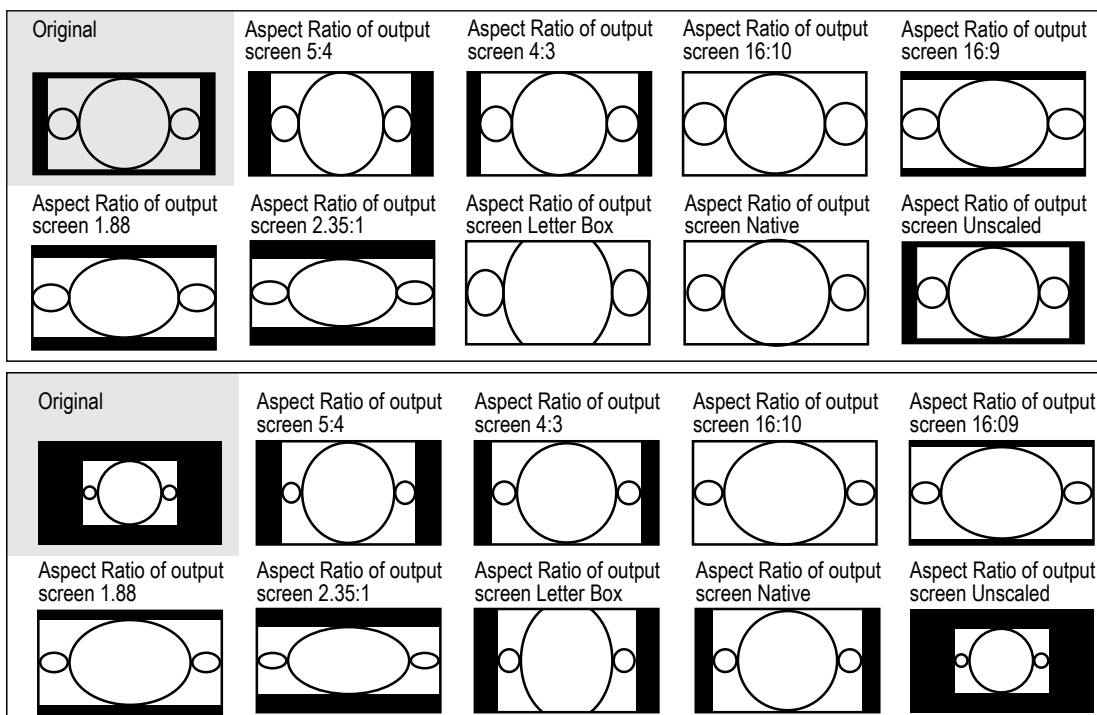 Original
Aspect Ratio of output
screen 5:4
Aspect Ratio of output
screen 4:3
Aspect Ratio of output
screen 16:10
Aspect Ratio of output
screen 16:9
Aspect Ratio of output
screen 1.88
Aspect Ratio of output
screen 2.35:1
Aspect Ratio of output
screen Letter Box
Aspect Ratio of output
screen Native
Aspect Ratio of output
screen Unscaled
Original
Aspect Ratio of output
screen 5:4
Aspect Ratio of output
screen 4:3
Aspect Ratio of output
screen 16:10
Aspect Ratio of output
screen 16:09
Aspect Ratio of output
screen 1.88
Aspect Ratio of output
screen 2.35:1
Aspect Ratio of output
screen Letter Box
Aspect Ratio of output
screen Native
Aspect Ratio of output
screen Unscaled